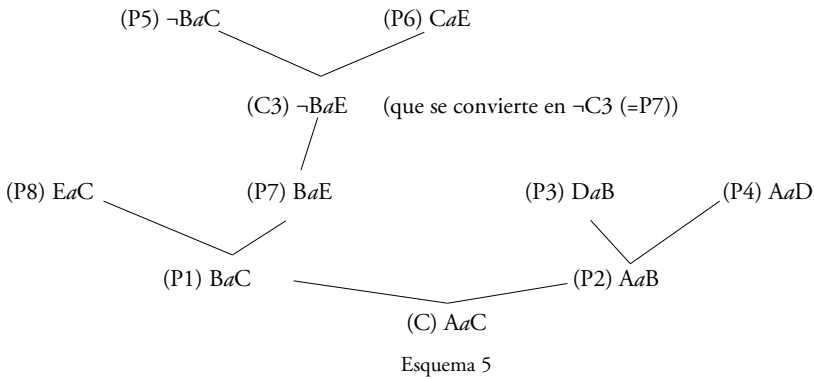 (P5) ¬BaC (P6) CaE
(C3) ¬BaE (que se convierte en ¬C3 (=P7))
(P8) EaC (P7) BaE (P3) DaB (P4) AaD
(P1) BaC (P2) AaB
(C) AaC
Esquema 5